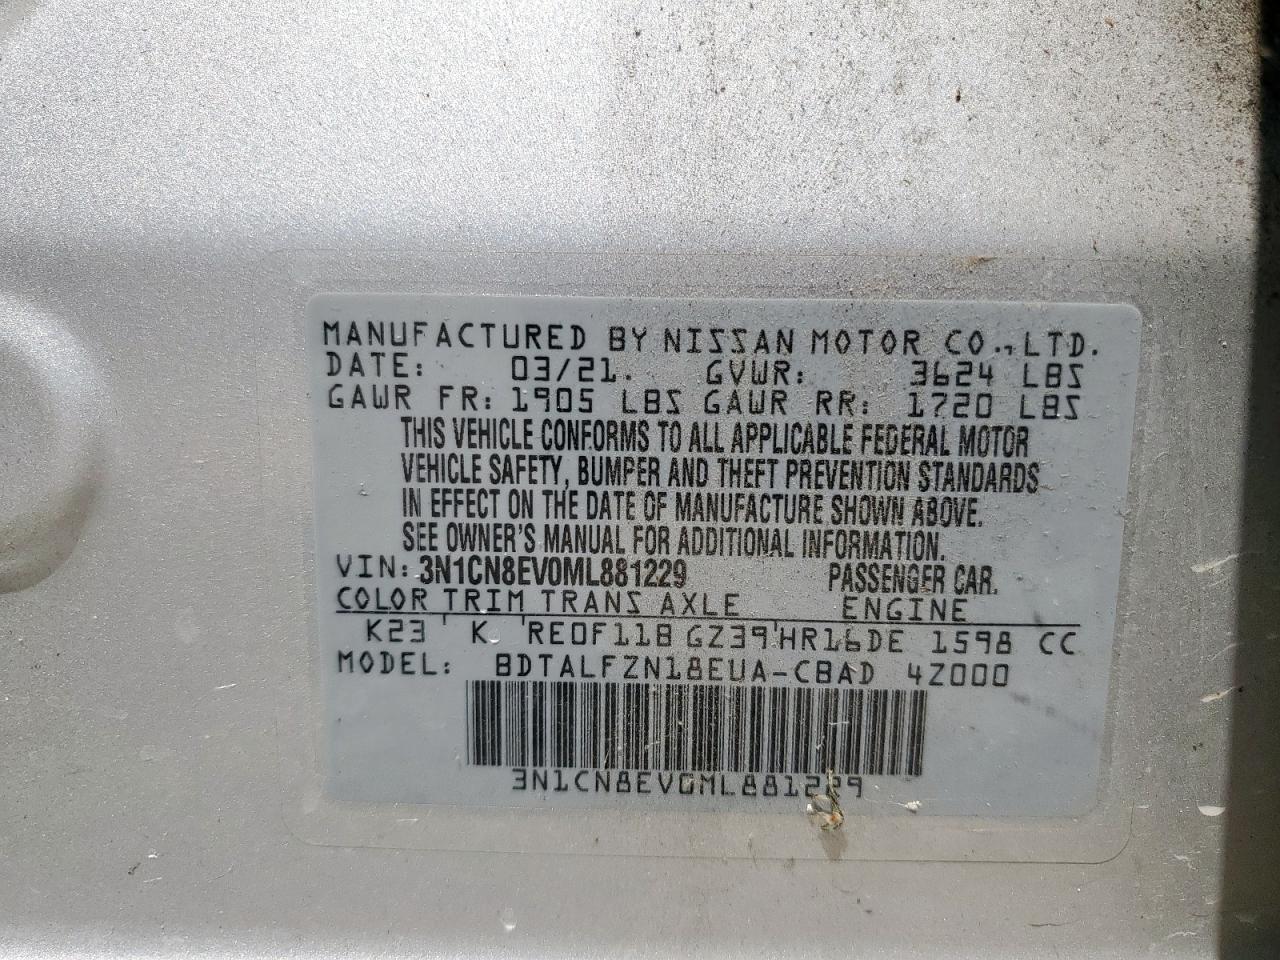 MANUFACTURED BY NISSAN MOTOR CO., LTD.
DATE: 03/21. GVWR: 3624 LBS
GAWR FR: 1905 LBS GAWR RR: 1720 LBS
THIS VEHICLE CONFORMS TO ALL APPLICABLE FEDERAL MOTOR
VEHICLE SAFETY, BUMPER AND THEFT PREVENTION STANDARDS
IN EFFECT ON THE DATE OF MANUFACTURE SHOWN ABOVE.
SEE OWNER'S MANUAL FOR ADDITIONAL INFORMATION.
VIN: 3N1CN8EV0ML881229 PASSENGER CAR.
COLOR TRIM TRANS AXLE ENGINE
K23 K RE0F11B GZ39 HR16DE 1598 CC
MODEL: BDTALFZN18EUA-CBAD 4Z000
3N1CN8EV0ML881229